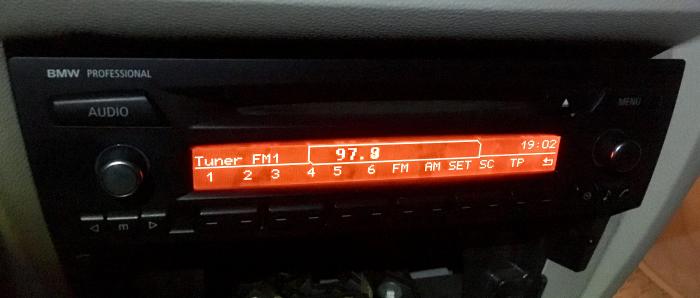 BMW PROFESSIONAL
AUDIO
MENU
97.8
19:02
Tuner FM1
1 2 3 4 5 6 FM AM SET SC TP
m